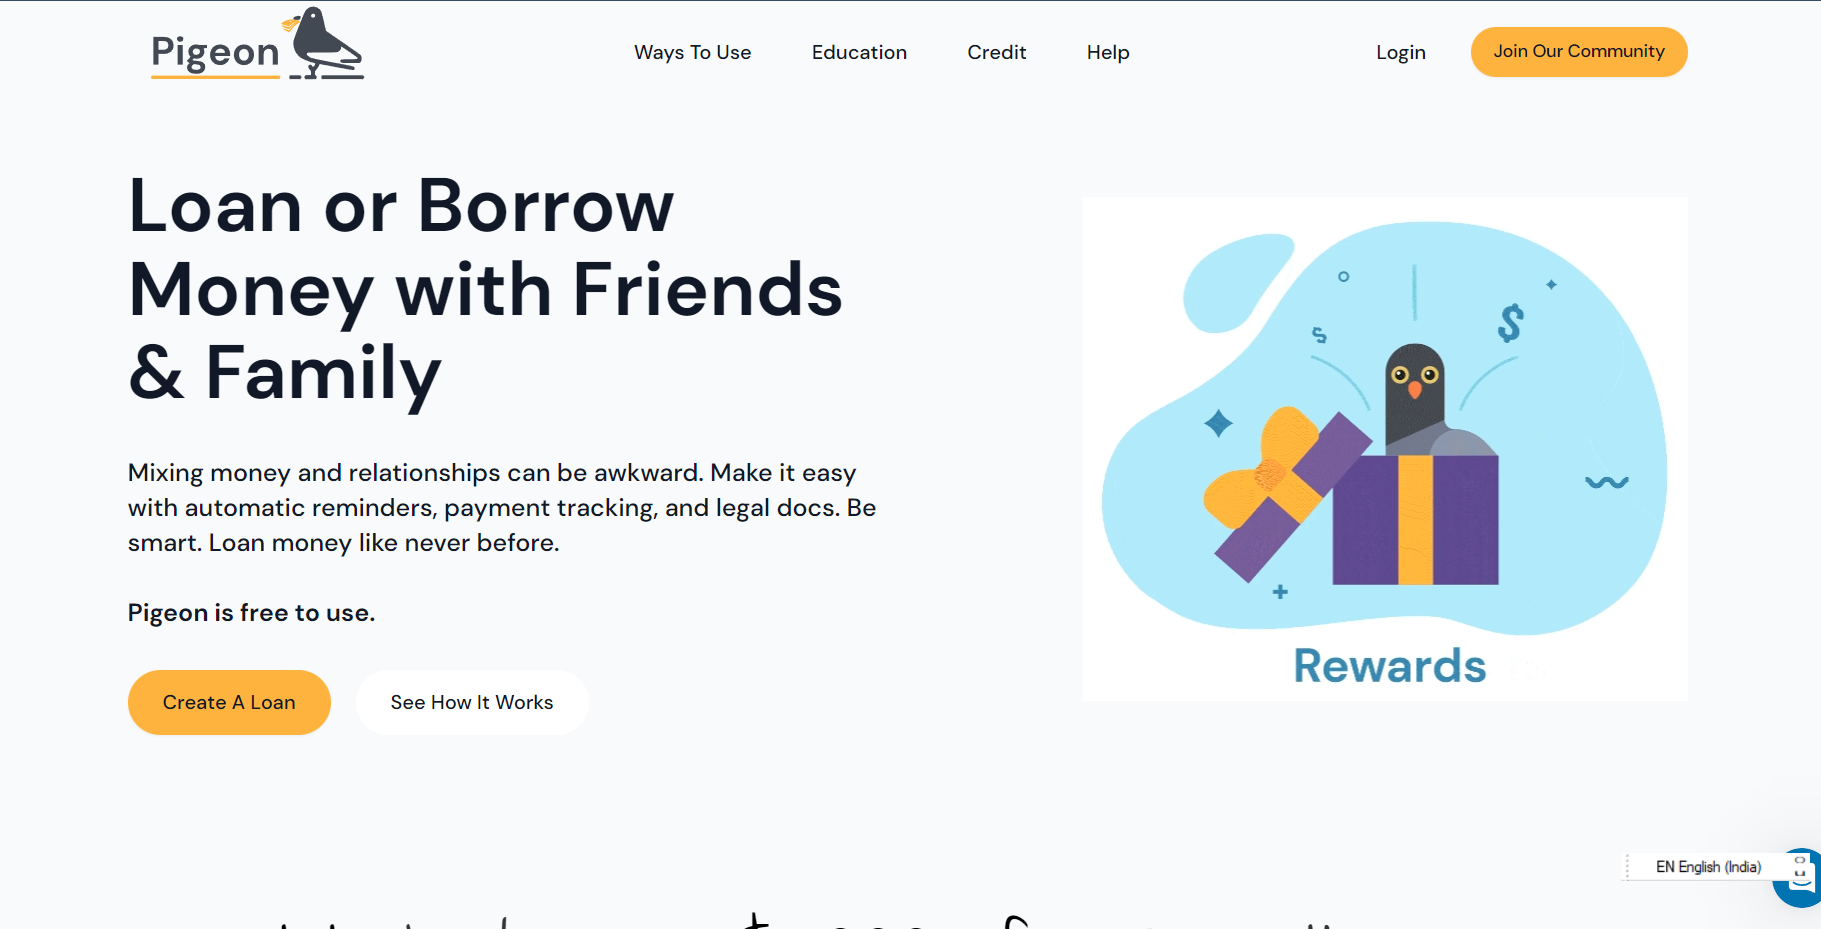 Pigeon
Ways To Use
Education
Credit
Help
Login
Join Our Community
Loan or Borrow
Money with Friends
& Family
Mixing money and relationships can be awkward. Make it easy
with automatic reminders, payment tracking, and legal docs. Be
smart. Loan money like never before.
Pigeon is free to use.
Create A Loan
See How It Works
$
$
Rewards
EN English (India)